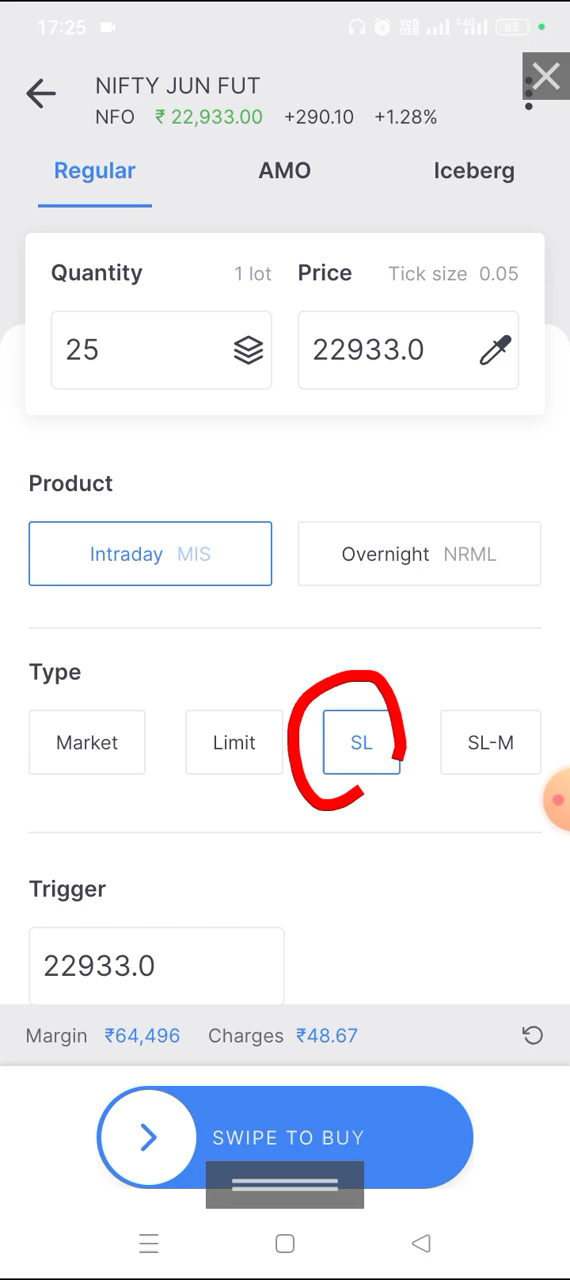 17:25
63
NIFTY JUN FUT
NFO ₹ 22,933.00 +290.10 +1.28%
Regular AMO Iceberg
Quantity 1 lot Price Tick size 0.05
25 22933.0
Product
Intraday MIS Overnight NRML
Type
Market Limit SL SL-M
Trigger
22933.0
Margin ₹64,496 Charges ₹48.67
SWIPE TO BUY